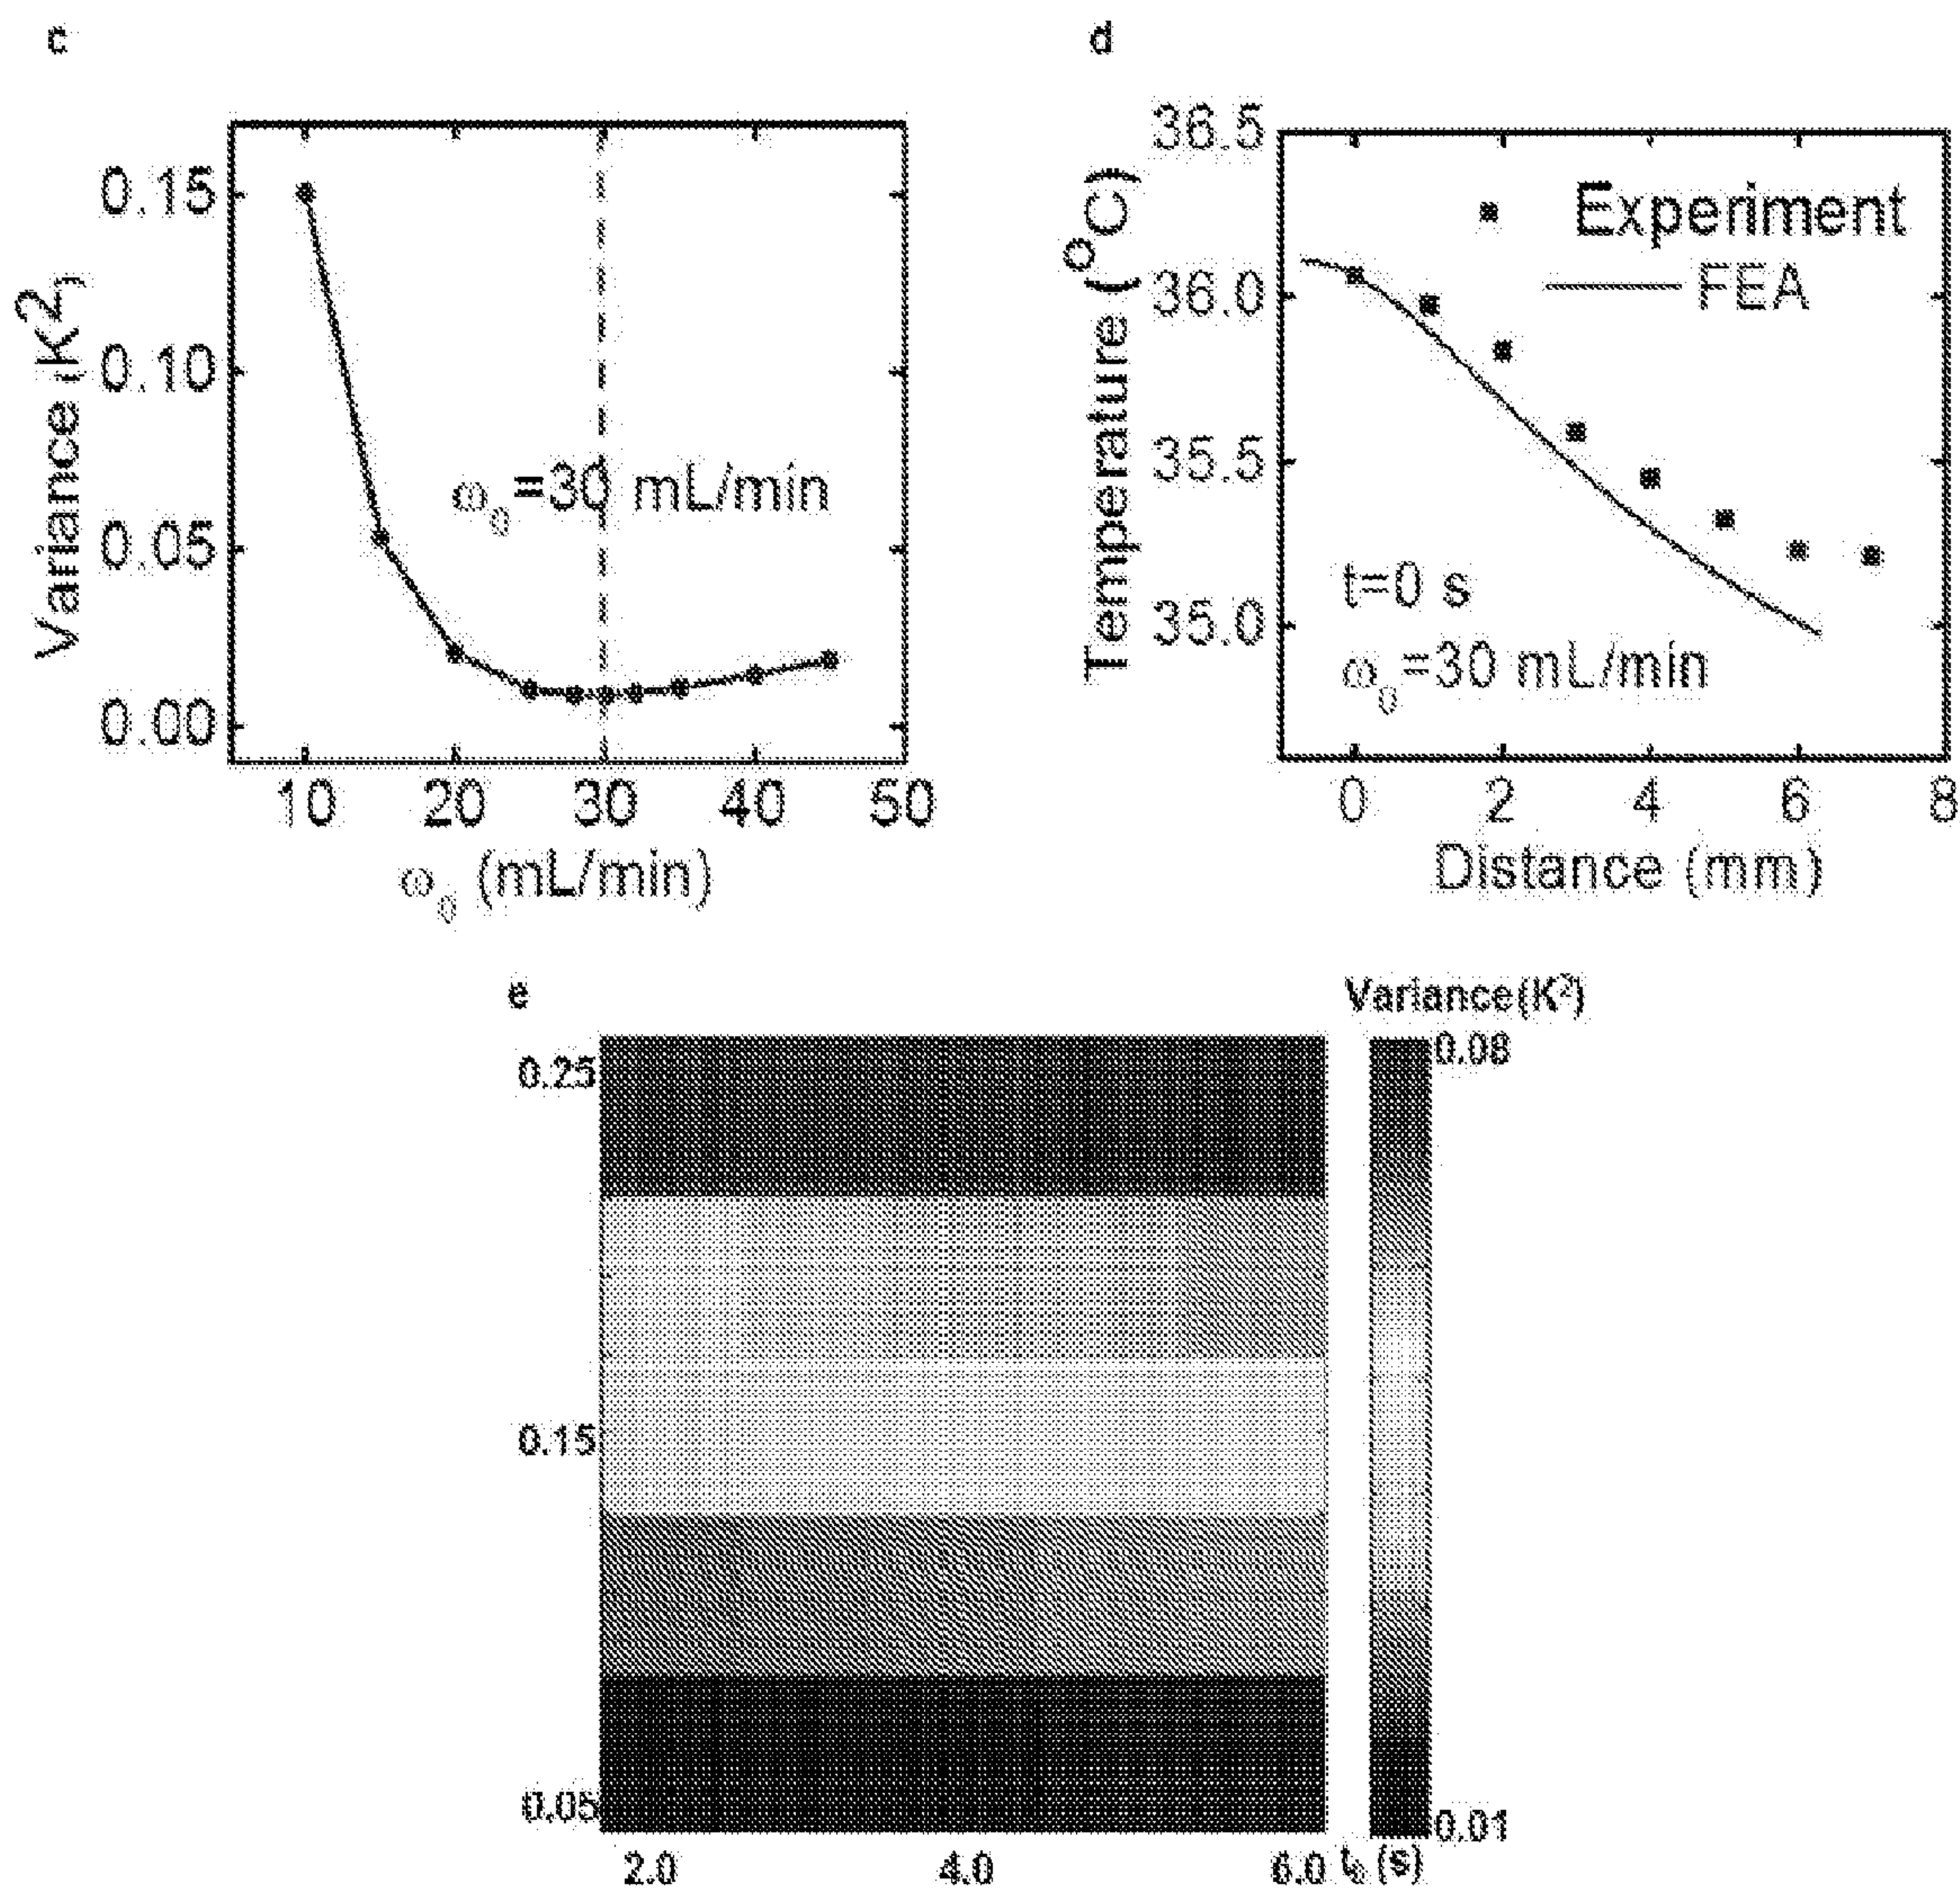 c
d
0.15
0.10
0.05
0.00
Variance (K²)
ω₀=30 mL/min
10 20 30 40 50
ω₀ (mL/min)
36.5
36.0
35.5
35.0
Temperature (°C)
Experiment
FEA
t=0 s
ω₀=30 mL/min
0 2 4 6 8
Distance (mm)
e
Variance(K²)
0.25
0.15
0.05
0.08
0.01
2.0 4.0 6.0
(s)